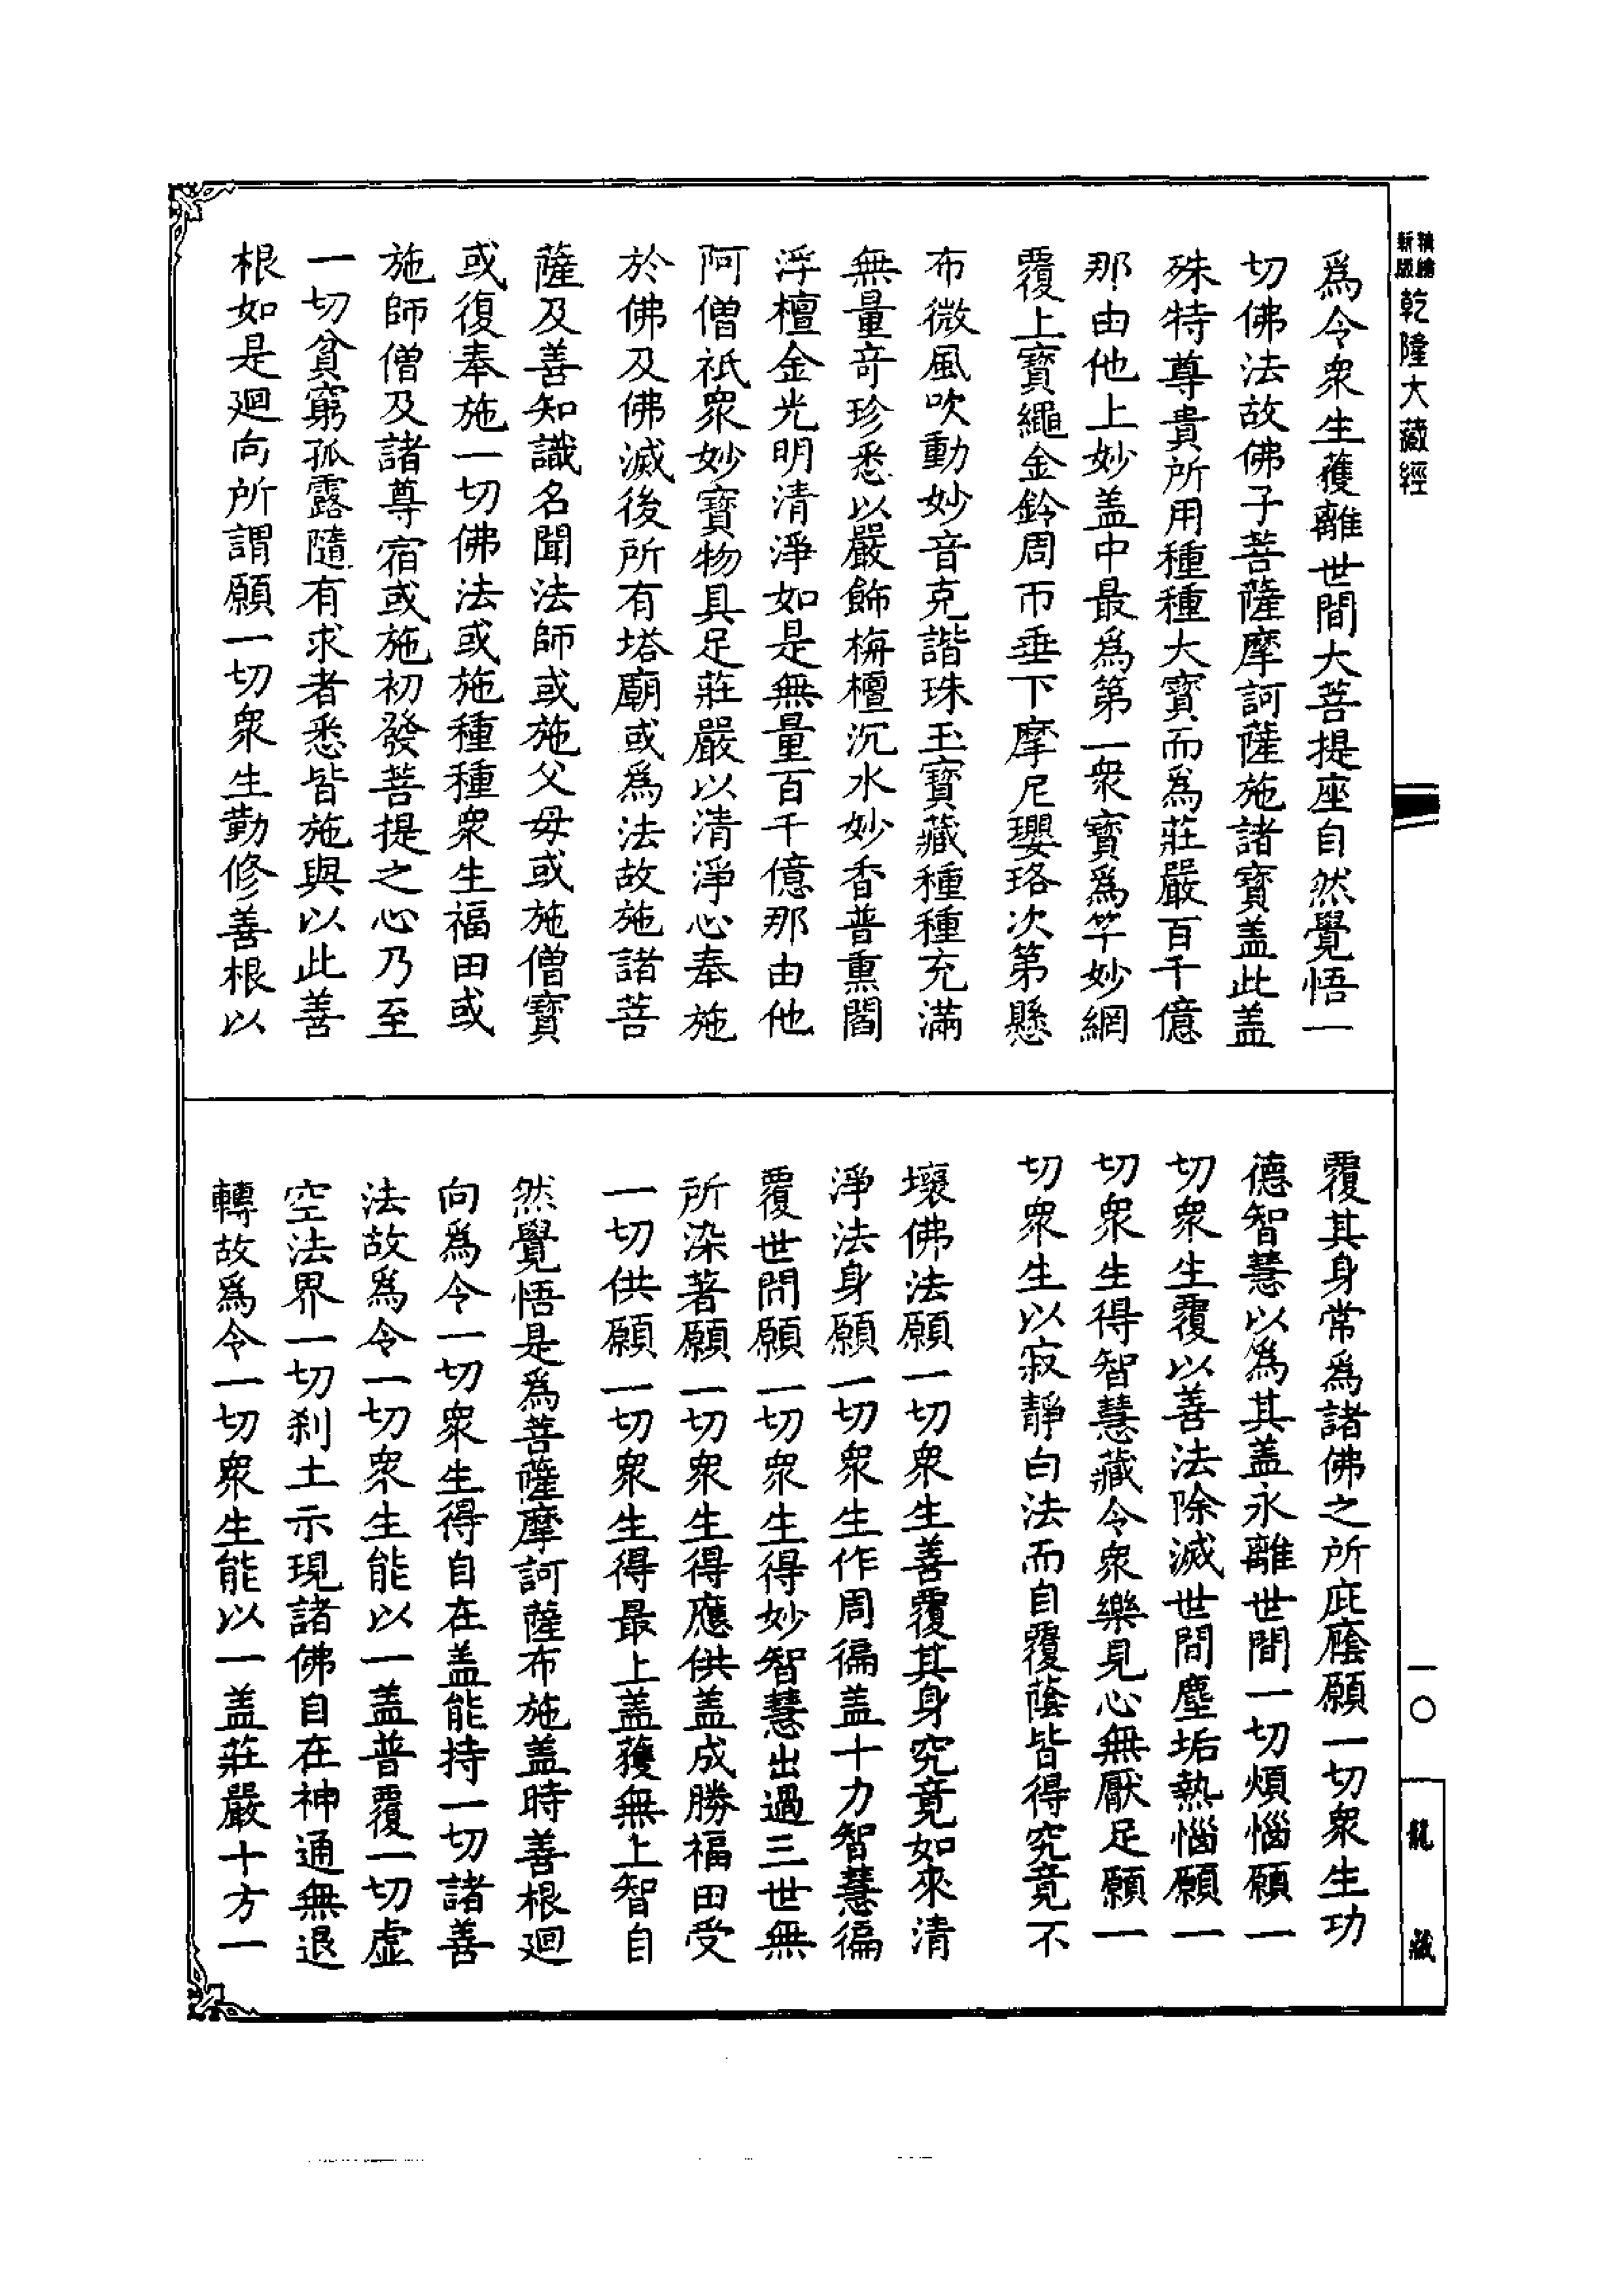 精繕
新版
乾隆大藏經
為令衆生獲離世間大菩提座自然覺悟一
切佛法故佛子菩薩摩訶薩施諸寶盖此盖
殊特尊貴所用種種大寶而為莊嚴百千億
那由他上妙盖中最為第一衆寶為竿妙網
覆上寶繩金鈴周帀垂下摩尼瓔珞次第懸
布微風吹動妙音克諧珠玉寶藏種種充滿
無量竒珍悉以嚴飾栴檀沉水妙香普熏閻
浮檀金光明清淨如是無量百千億那由他
阿僧祇衆妙寶物具足莊嚴以清淨心奉施
於佛及佛滅後所有塔廟或為法故施諸菩
薩及善知識名聞法師或施父母或施僧寶
或復奉施一切佛法或施種種衆生福田或
施師僧及諸尊宿或施初發菩提之心乃至
一切貧窮孤露隨有求者悉皆施與以此善
根如是廻向所謂願一切衆生勤修善根以
覆其身常為諸佛之所庇廕願一切衆生功
德智慧以為其盖永離世間一切煩惱願一
切衆生覆以善法除滅世間塵垢熱惱願一
切衆生得智慧藏令衆樂見心無厭足願一
切衆生以寂靜白法而自覆蔭皆得究竟不
壞佛法願一切衆生善覆其身究竟如來清
淨法身願一切衆生作周徧盖十力智慧徧
覆世間願一切衆生得妙智慧出過三世無
所染著願一切衆生得應供盖成勝福田受
一切供願一切衆生得最上盖獲無上智自
然覺悟是為菩薩摩訶薩布施盖時善根廻
向為令一切衆生得自在盖能持一切諸善
法故為令一切衆生能以一盖普覆一切虛
空法界一切刹土示現諸佛自在神通無退
轉故為令一切衆生能以一盖莊嚴十方一
一〇
龍藏